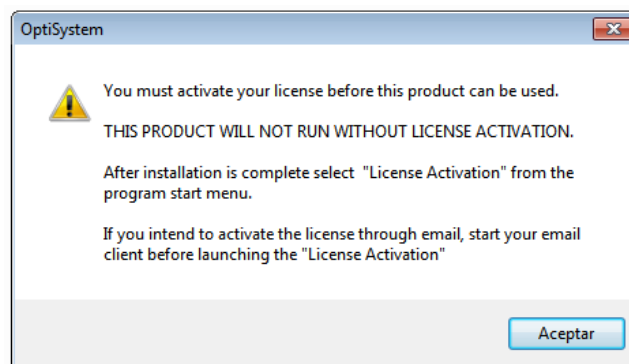 OptiSystem
You must activate your license before this product can be used.
THIS PRODUCT WILL NOT RUN WITHOUT LICENSE ACTIVATION.
After installation is complete select  "License Activation" from the
program start menu.
If you intend to activate the license through email, start your email
client before launching the "License Activation"
Aceptar